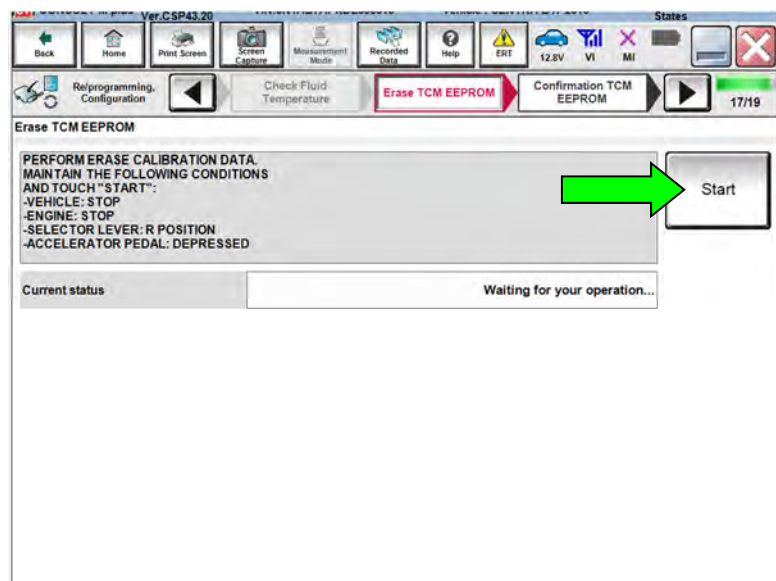 Ver.CSP43.20
States
Back
Home
Print Screen
Screen
Capture
Measurement
Mode
Recorded
Data
Help
ERT
12.8V
VI
MI
Re/programming,
Configuration
Check Fluid
Temperature
Erase TCM EEPROM
Confirmation TCM
EEPROM
17/19
Erase TCM EEPROM
PERFORM ERASE CALIBRATION DATA.
MAINTAIN THE FOLLOWING CONDITIONS
AND TOUCH "START":
-VEHICLE: STOP
-ENGINE: STOP
-SELECTOR LEVER: R POSITION
-ACCELERATOR PEDAL: DEPRESSED
Start
Current status
Waiting for your operation...